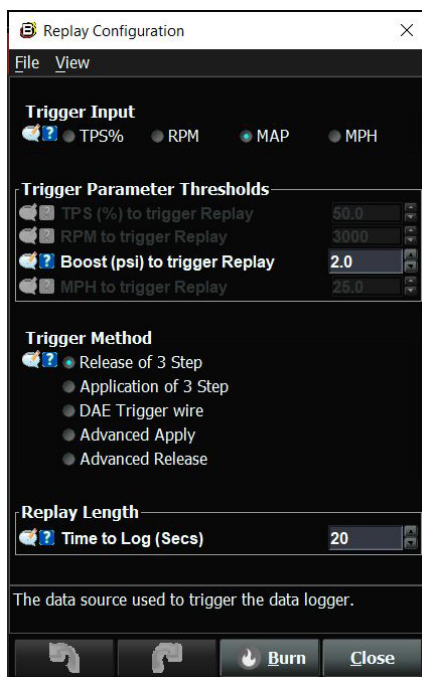 Replay Configuration
File View
Trigger Input
TPS% RPM MAP MPH
Trigger Parameter Thresholds
TPS (%) to trigger Replay 50.0
RPM to trigger Replay 3000
Boost (psi) to trigger Replay 2.0
MPH to trigger Replay 25.0
Trigger Method
Release of 3 Step
Application of 3 Step
DAE Trigger wire
Advanced Apply
Advanced Release
Replay Length
Time to Log (Secs) 20
The data source used to trigger the data logger.
Burn Close